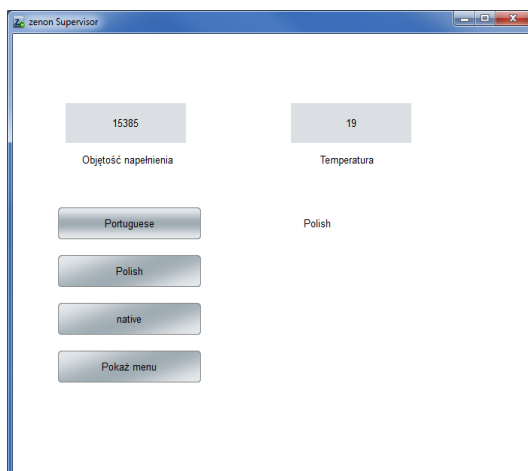 zenon Supervisor
15385
19
Objętość napełnienia
Temperatura
Portuguese
Polish
Polish
native
Pokaż menu